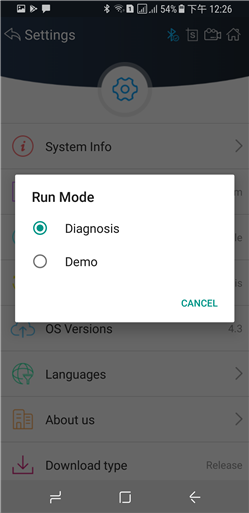 54% 下午 12:26
Settings
System Info
Run Mode
Diagnosis
Demo
CANCEL
OS Versions 4.3
Languages
About us
Download type Release